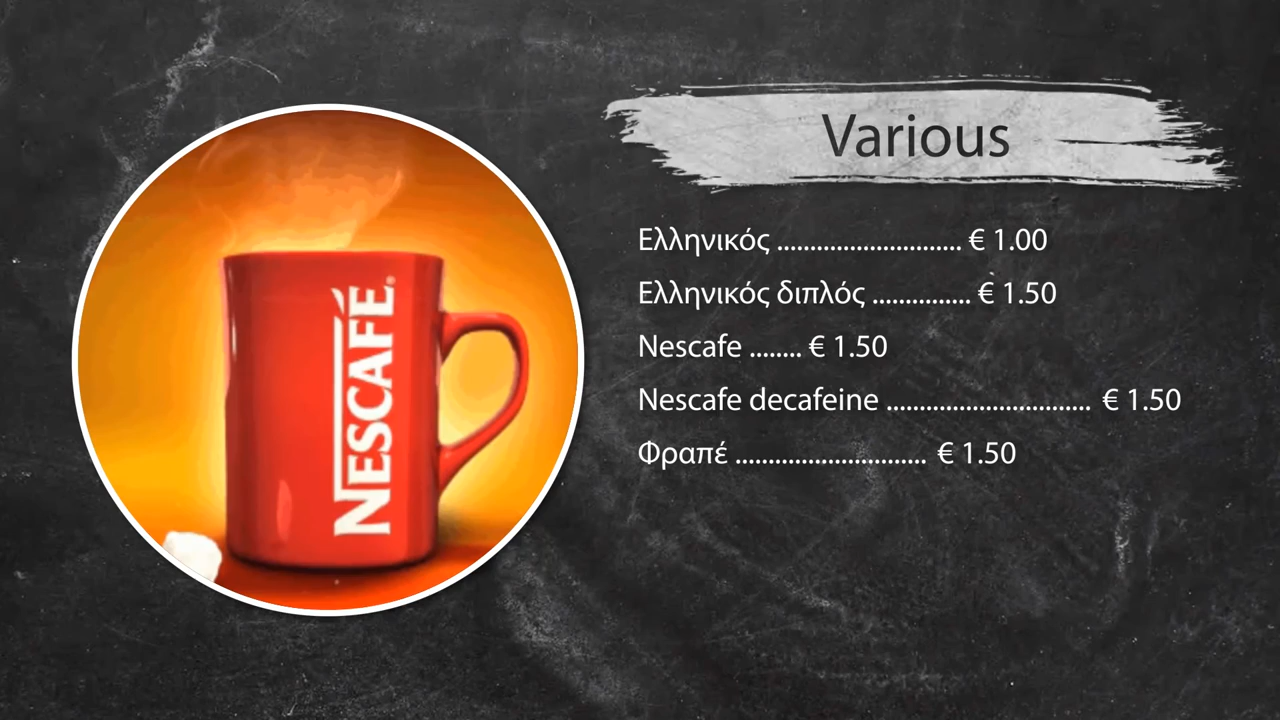 NESCAFÉ®
Various
Ελληνικός ............................ € 1.00
Ελληνικός διπλός ............... € 1.50
Nescafe ........ € 1.50
Nescafe decafeine ............................... € 1.50
Φραπέ ............................. € 1.50